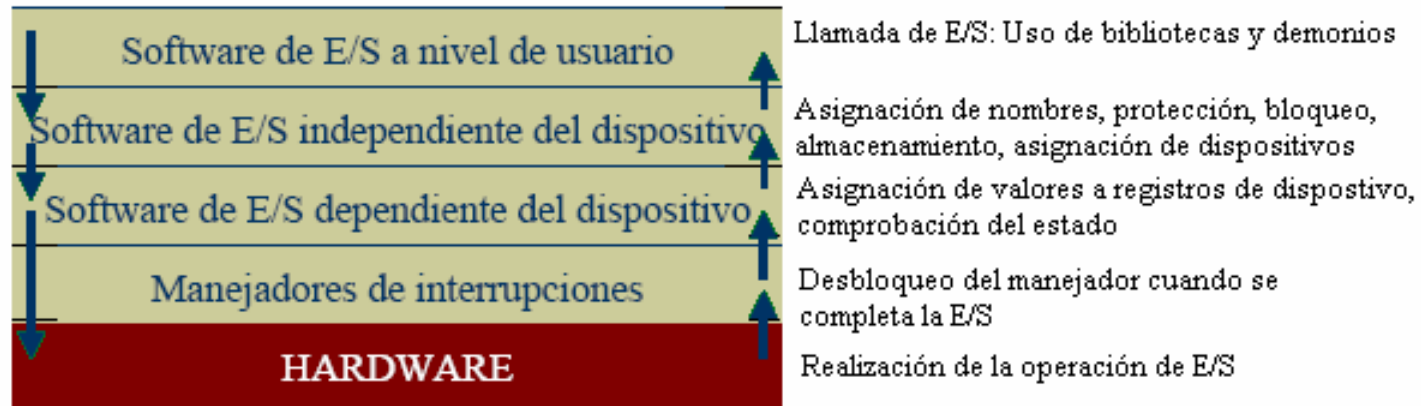 Software de E/S a nivel de usuario
Llamada de E/S: Uso de bibliotecas y demonios
Software de E/S independiente del dispositivo
Asignación de nombres, protección, bloqueo,
almacenamiento, asignación de dispositivos
Software de E/S dependiente del dispositivo
Asignación de valores a registros de dispostivo,
comprobación del estado
Manejadores de interrupciones
Desbloqueo del manejador cuando se
completa la E/S
HARDWARE
Realización de la operación de E/S